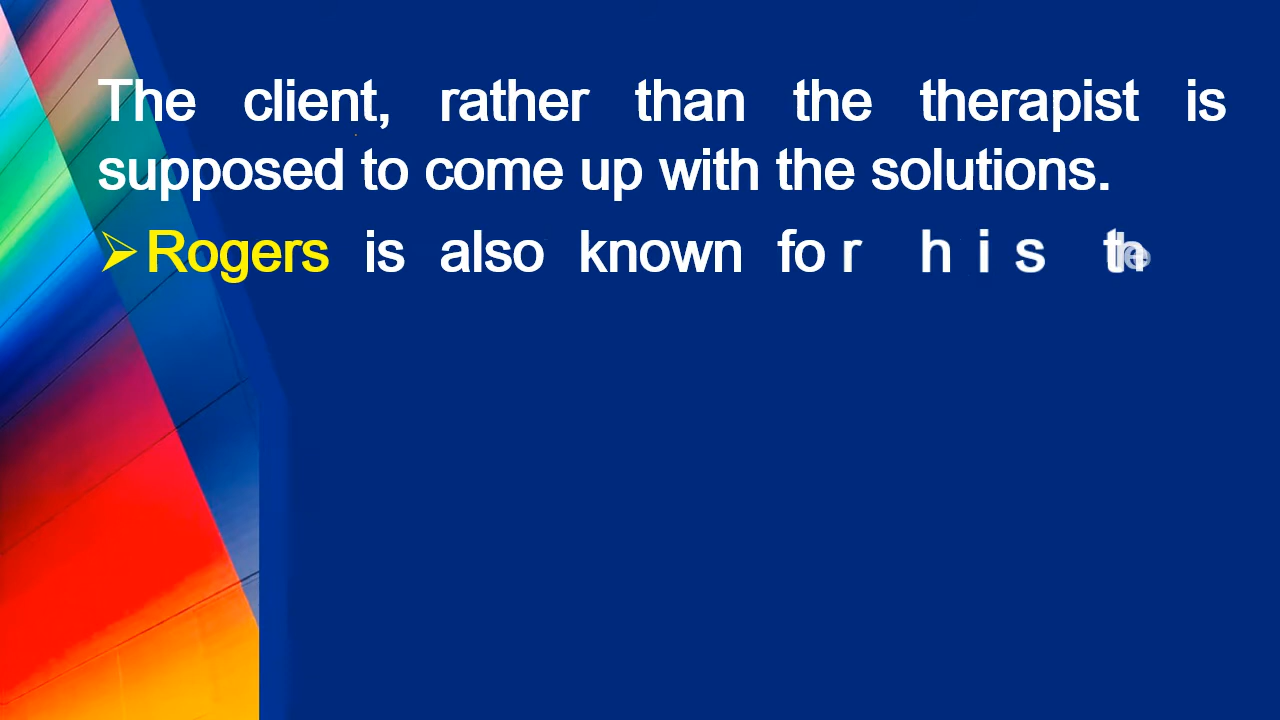 The client, rather than the therapist is
supposed to come up with the solutions.
➢Rogers is also known for his